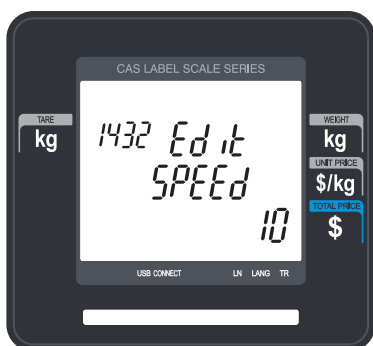 CAS LABEL SCALE SERIES
TARE
kg
1432 Edit
SPEEd
10
WEIGHT
kg
UNIT PRICE
$/kg
TOTAL PRICE
$
USB CONNECT LN LANG TR